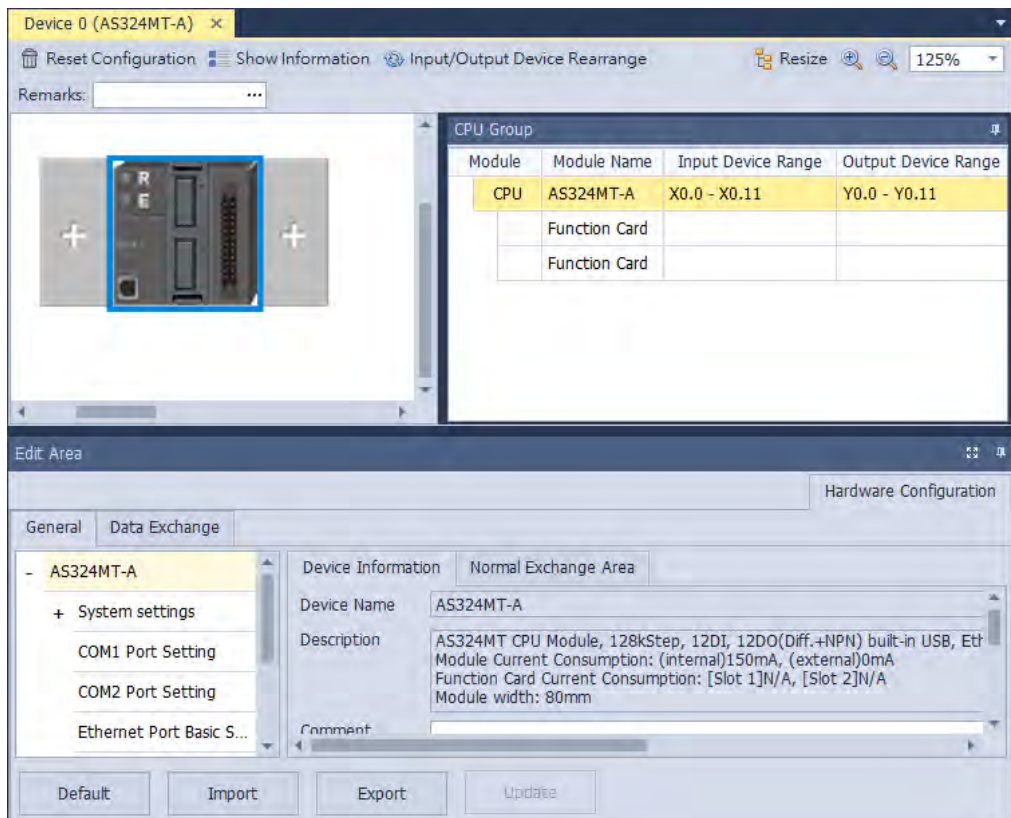 Device 0 (AS324MT-A) ×
Reset Configuration Show Information Input/Output Device Rearrange Resize 125%
Remarks: ...
R
E
CPU Group
Module Module Name Input Device Range Output Device Range
CPU AS324MT-A X0.0 - X0.11 Y0.0 - Y0.11
Function Card
Function Card
Edit Area
Hardware Configuration
General Data Exchange
- AS324MT-A
+ System settings
COM1 Port Setting
COM2 Port Setting
Ethernet Port Basic S...
Device Information Normal Exchange Area
Device Name AS324MT-A
Description AS324MT CPU Module, 128kStep, 12DI, 12DO(Diff.+NPN) built-in USB, Eth
Module Current Consumption: (internal)150mA, (external)0mA
Function Card Current Consumption: [Slot 1]N/A, [Slot 2]N/A
Module width: 80mm
Comment
Default Import Export Update